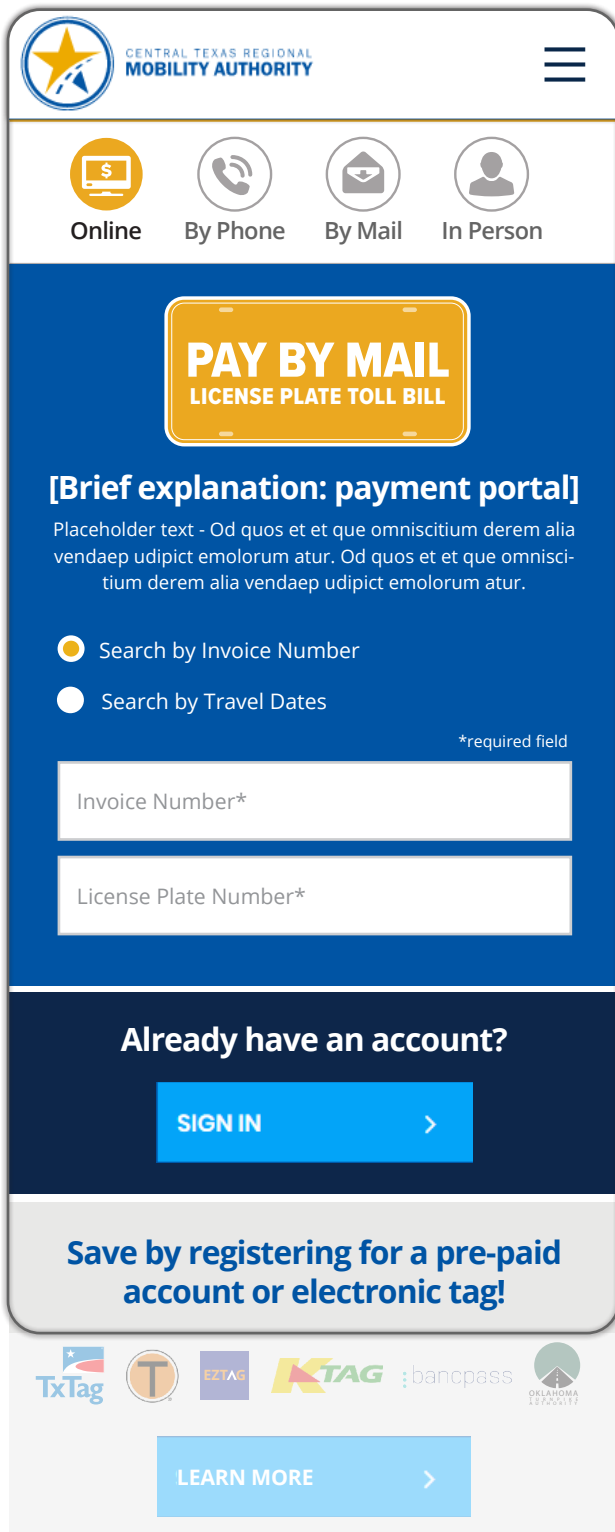 CENTRAL TEXAS REGIONAL
MOBILITY AUTHORITY
$
Online By Phone By Mail In Person
PAY BY MAIL
LICENSE PLATE TOLL BILL
[Brief explanation: payment portal]
Placeholder text - Od quos et et que omniscitium derem alia
vendaep udipict emolorum atur. Od quos et et que omnisci-
tium derem alia vendaep udipict emolorum atur.
Search by Invoice Number
Search by Travel Dates
*required field
Invoice Number*
License Plate Number*
Already have an account?
SIGN IN
Save by registering for a pre-paid
account or electronic tag!
TxTag T EZTAG KTAG :bancpass OKLAHOMA
TURNPIKE
AUTHORITY
LEARN MORE